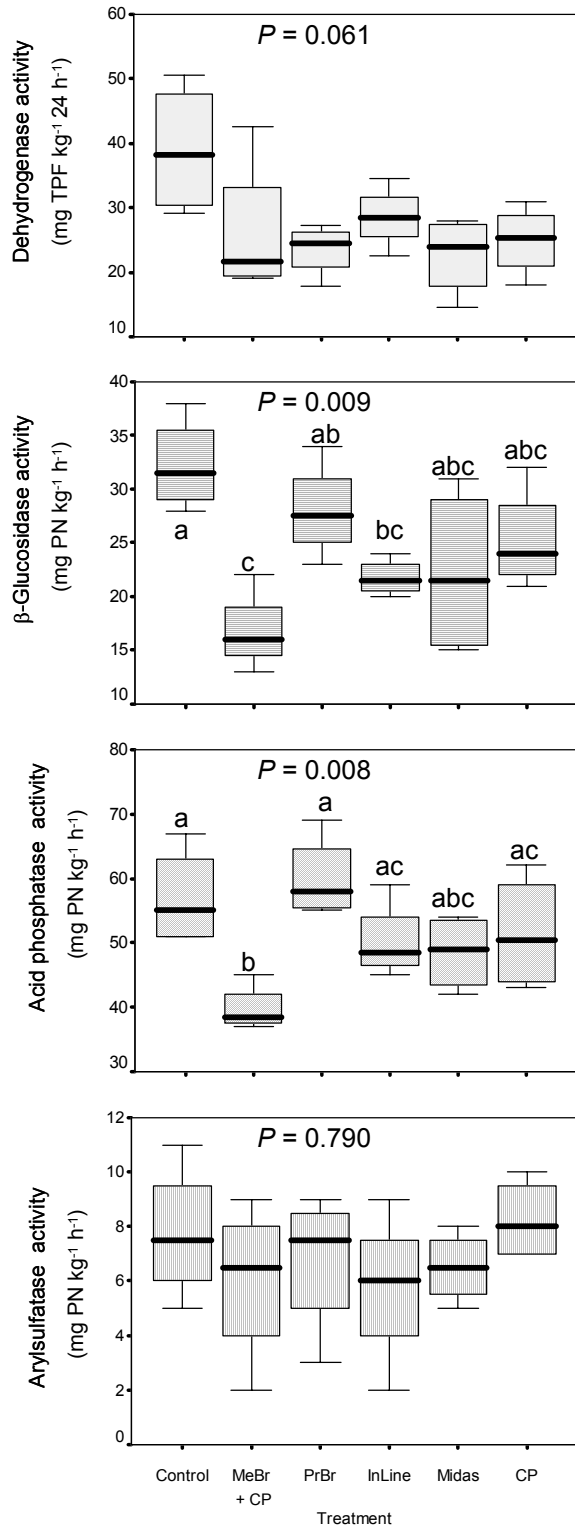 Dehydrogenase activity
(mg TPF kg⁻¹ 24 h⁻¹)
60
50
40
30
20
10
P = 0.061
β-Glucosidase activity
(mg PN kg⁻¹ h⁻¹)
40
35
30
25
20
15
10
P = 0.009
a
c
ab
bc
abc
abc
Acid phosphatase activity
(mg PN kg⁻¹ h⁻¹)
80
70
60
50
40
30
P = 0.008
a
b
a
ac
abc
ac
Arylsulfatase activity
(mg PN kg⁻¹ h⁻¹)
12
10
8
6
4
2
0
P = 0.790
Control
MeBr
+ CP
PrBr
InLine
Midas
CP
Treatment